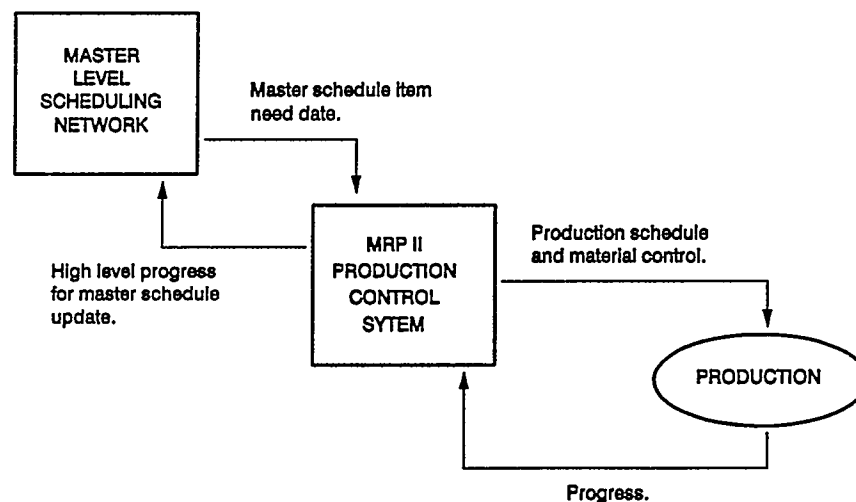 MASTER
LEVEL
SCHEDULING
NETWORK
Master schedule item
need date.
High level progress
for master schedule
update.
MRP II
PRODUCTION
CONTROL
SYTEM
Production schedule
and material control.
PRODUCTION
Progress.